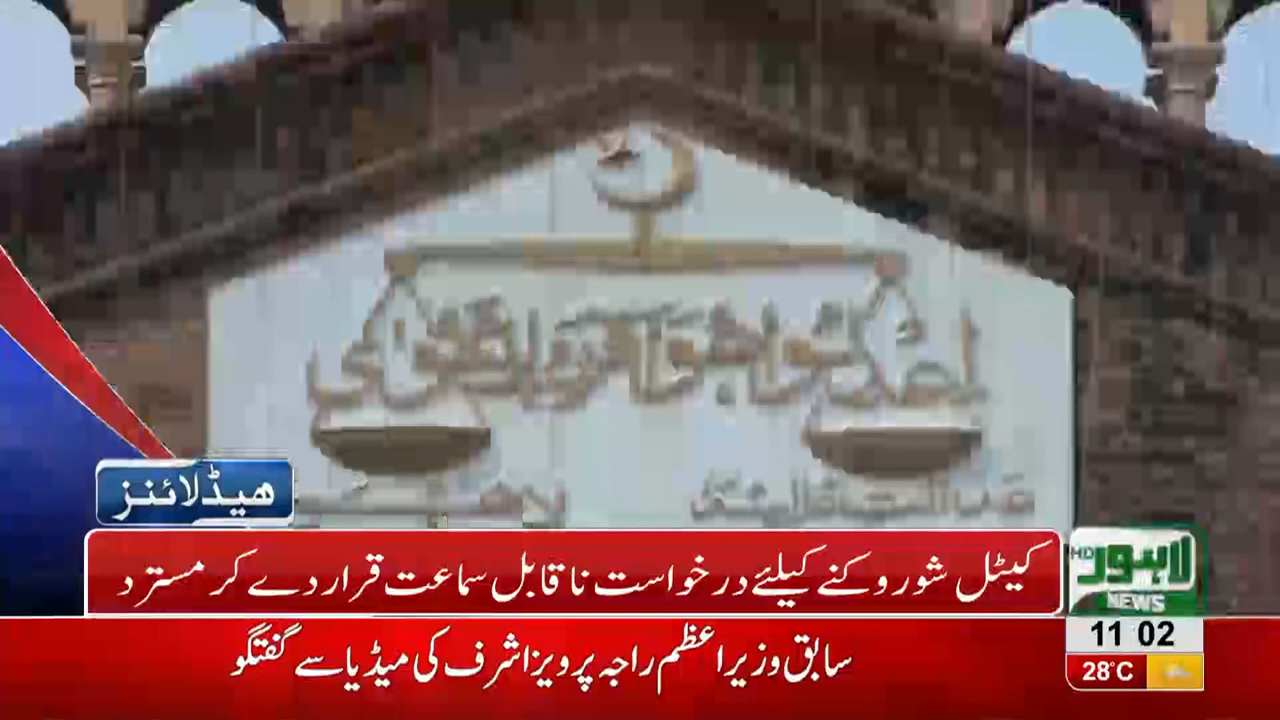 ھیڈلائنز
کیٹل شو روکنے کیلئے درخواست ناقابل سماعت قرار دے کر مسترد
HD لاہور
NEWS
سابق وزیراعظم راجہ پرویز اشرف کی میڈیا سے گفتگو
11 02
28°C